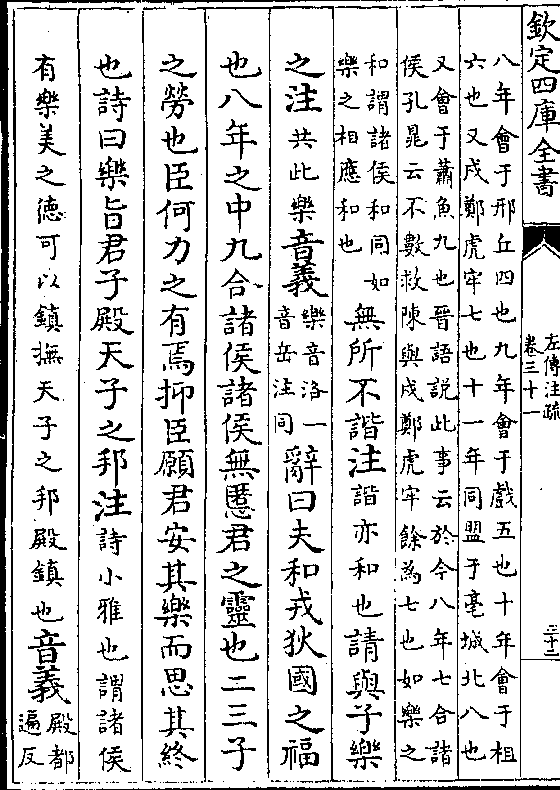 欽定四庫全書
左傳注疏
卷三十一
三十二
八年會于邢丘四也九年會于戲五也十年會于柤
六也又戍鄭虎牢七也十一年同盟于亳城北八也
又會于蕭魚九也晉語說此事云於今八年七合諸
侯孔晁云不數救陳與戍鄭虎牢餘為七也如樂之
和謂諸侯和同如
樂之相應和也
無所不諧注諧亦和也請與子樂
之注共此樂音義
樂音洛一
音岳注同
辭曰夫和戎狄國之福
也八年之中九合諸侯諸侯無慝君之靈也二三子
之勞也臣何力之有焉抑臣願君安其樂而思其終
也詩曰樂旨君子殿天子之邦注詩小雅也謂諸侯
有樂美之德可以鎮撫天子之邦殿鎮也音義
殿都
遍反